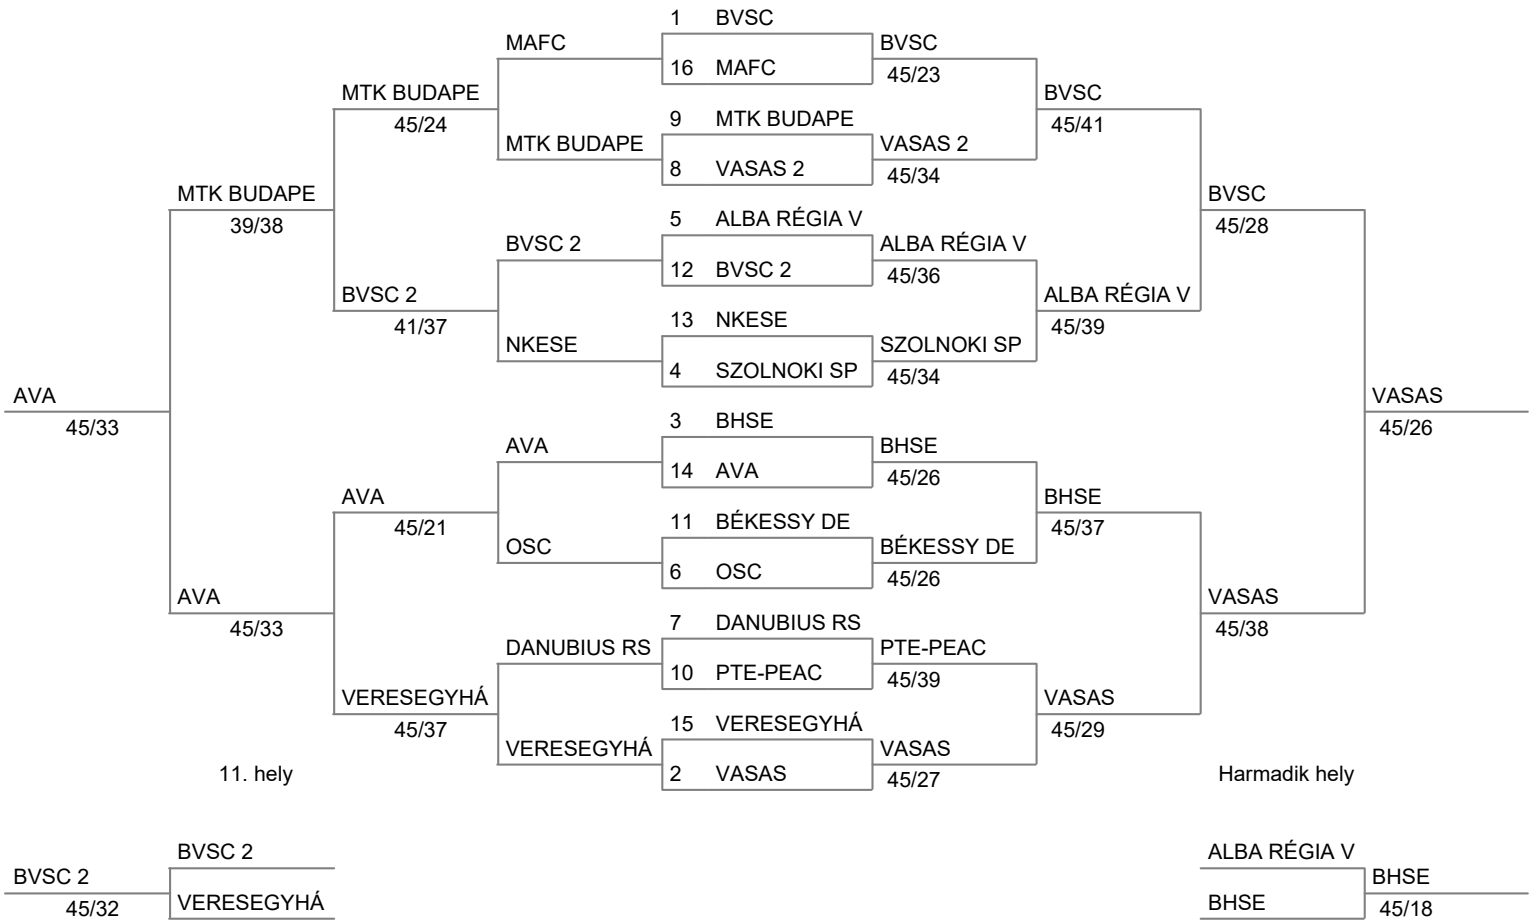 1 BVSC
MAFC
BVSC
16 MAFC
45/23
MTK BUDAPE
BVSC
45/24
9 MTK BUDAPE
45/41
MTK BUDAPE
VASAS 2
8 VASAS 2
45/34
MTK BUDAPE
BVSC
39/38
5 ALBA RÉGIA V
45/28
BVSC 2
ALBA RÉGIA V
12 BVSC 2
45/36
BVSC 2
ALBA RÉGIA V
41/37
13 NKESE
45/39
NKESE
SZOLNOKI SP
4 SZOLNOKI SP
45/34
AVA
VASAS
45/33
3 BHSE
45/26
AVA
BHSE
14 AVA
45/26
AVA
BHSE
45/21
11 BÉKESSY DE
45/37
OSC
BÉKESSY DE
6 OSC
45/26
AVA
VASAS
45/33
7 DANUBIUS RS
45/38
DANUBIUS RS
PTE-PEAC
10 PTE-PEAC
45/39
VERESEGYHÁ
VASAS
45/37
15 VERESEGYHÁ
45/29
VERESEGYHÁ
VASAS
2 VASAS
45/27
11. hely
Harmadik hely
BVSC 2
ALBA RÉGIA V
BVSC 2
BHSE
45/32
VERESEGYHÁ
BHSE
45/18